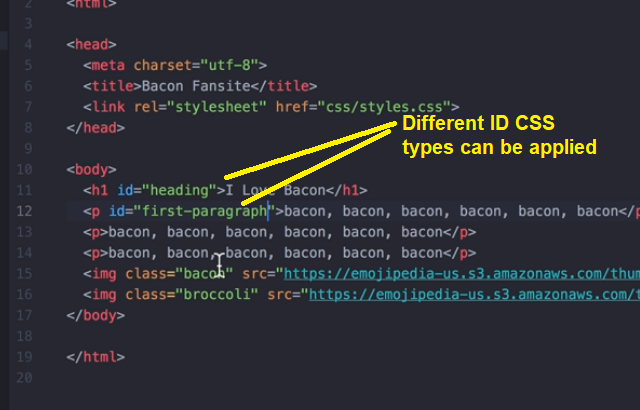 2 <html>
3
4 <head>
5 <meta charset="utf-8">
6 <title>Bacon Fansite</title>
7 <link rel="stylesheet" href="css/styles.css">
8 </head>
9
10 <body>
11 <h1 id="heading">I Love Bacon</h1>
12 <p id="first-paragraph">bacon, bacon, bacon, bacon, bacon, bacon</p
13 <p>bacon, bacon, bacon, bacon, bacon, bacon</p>
14 <p>bacon, bacon, bacon, bacon, bacon, bacon</p>
15 <img class="bacon" src="https://emojipedia-us.s3.amazonaws.com/thum
16 <img class="broccoli" src="https://emojipedia-us.s3.amazonaws.com/t
17 </body>
18
19 </html>
20
Different ID CSS
types can be applied